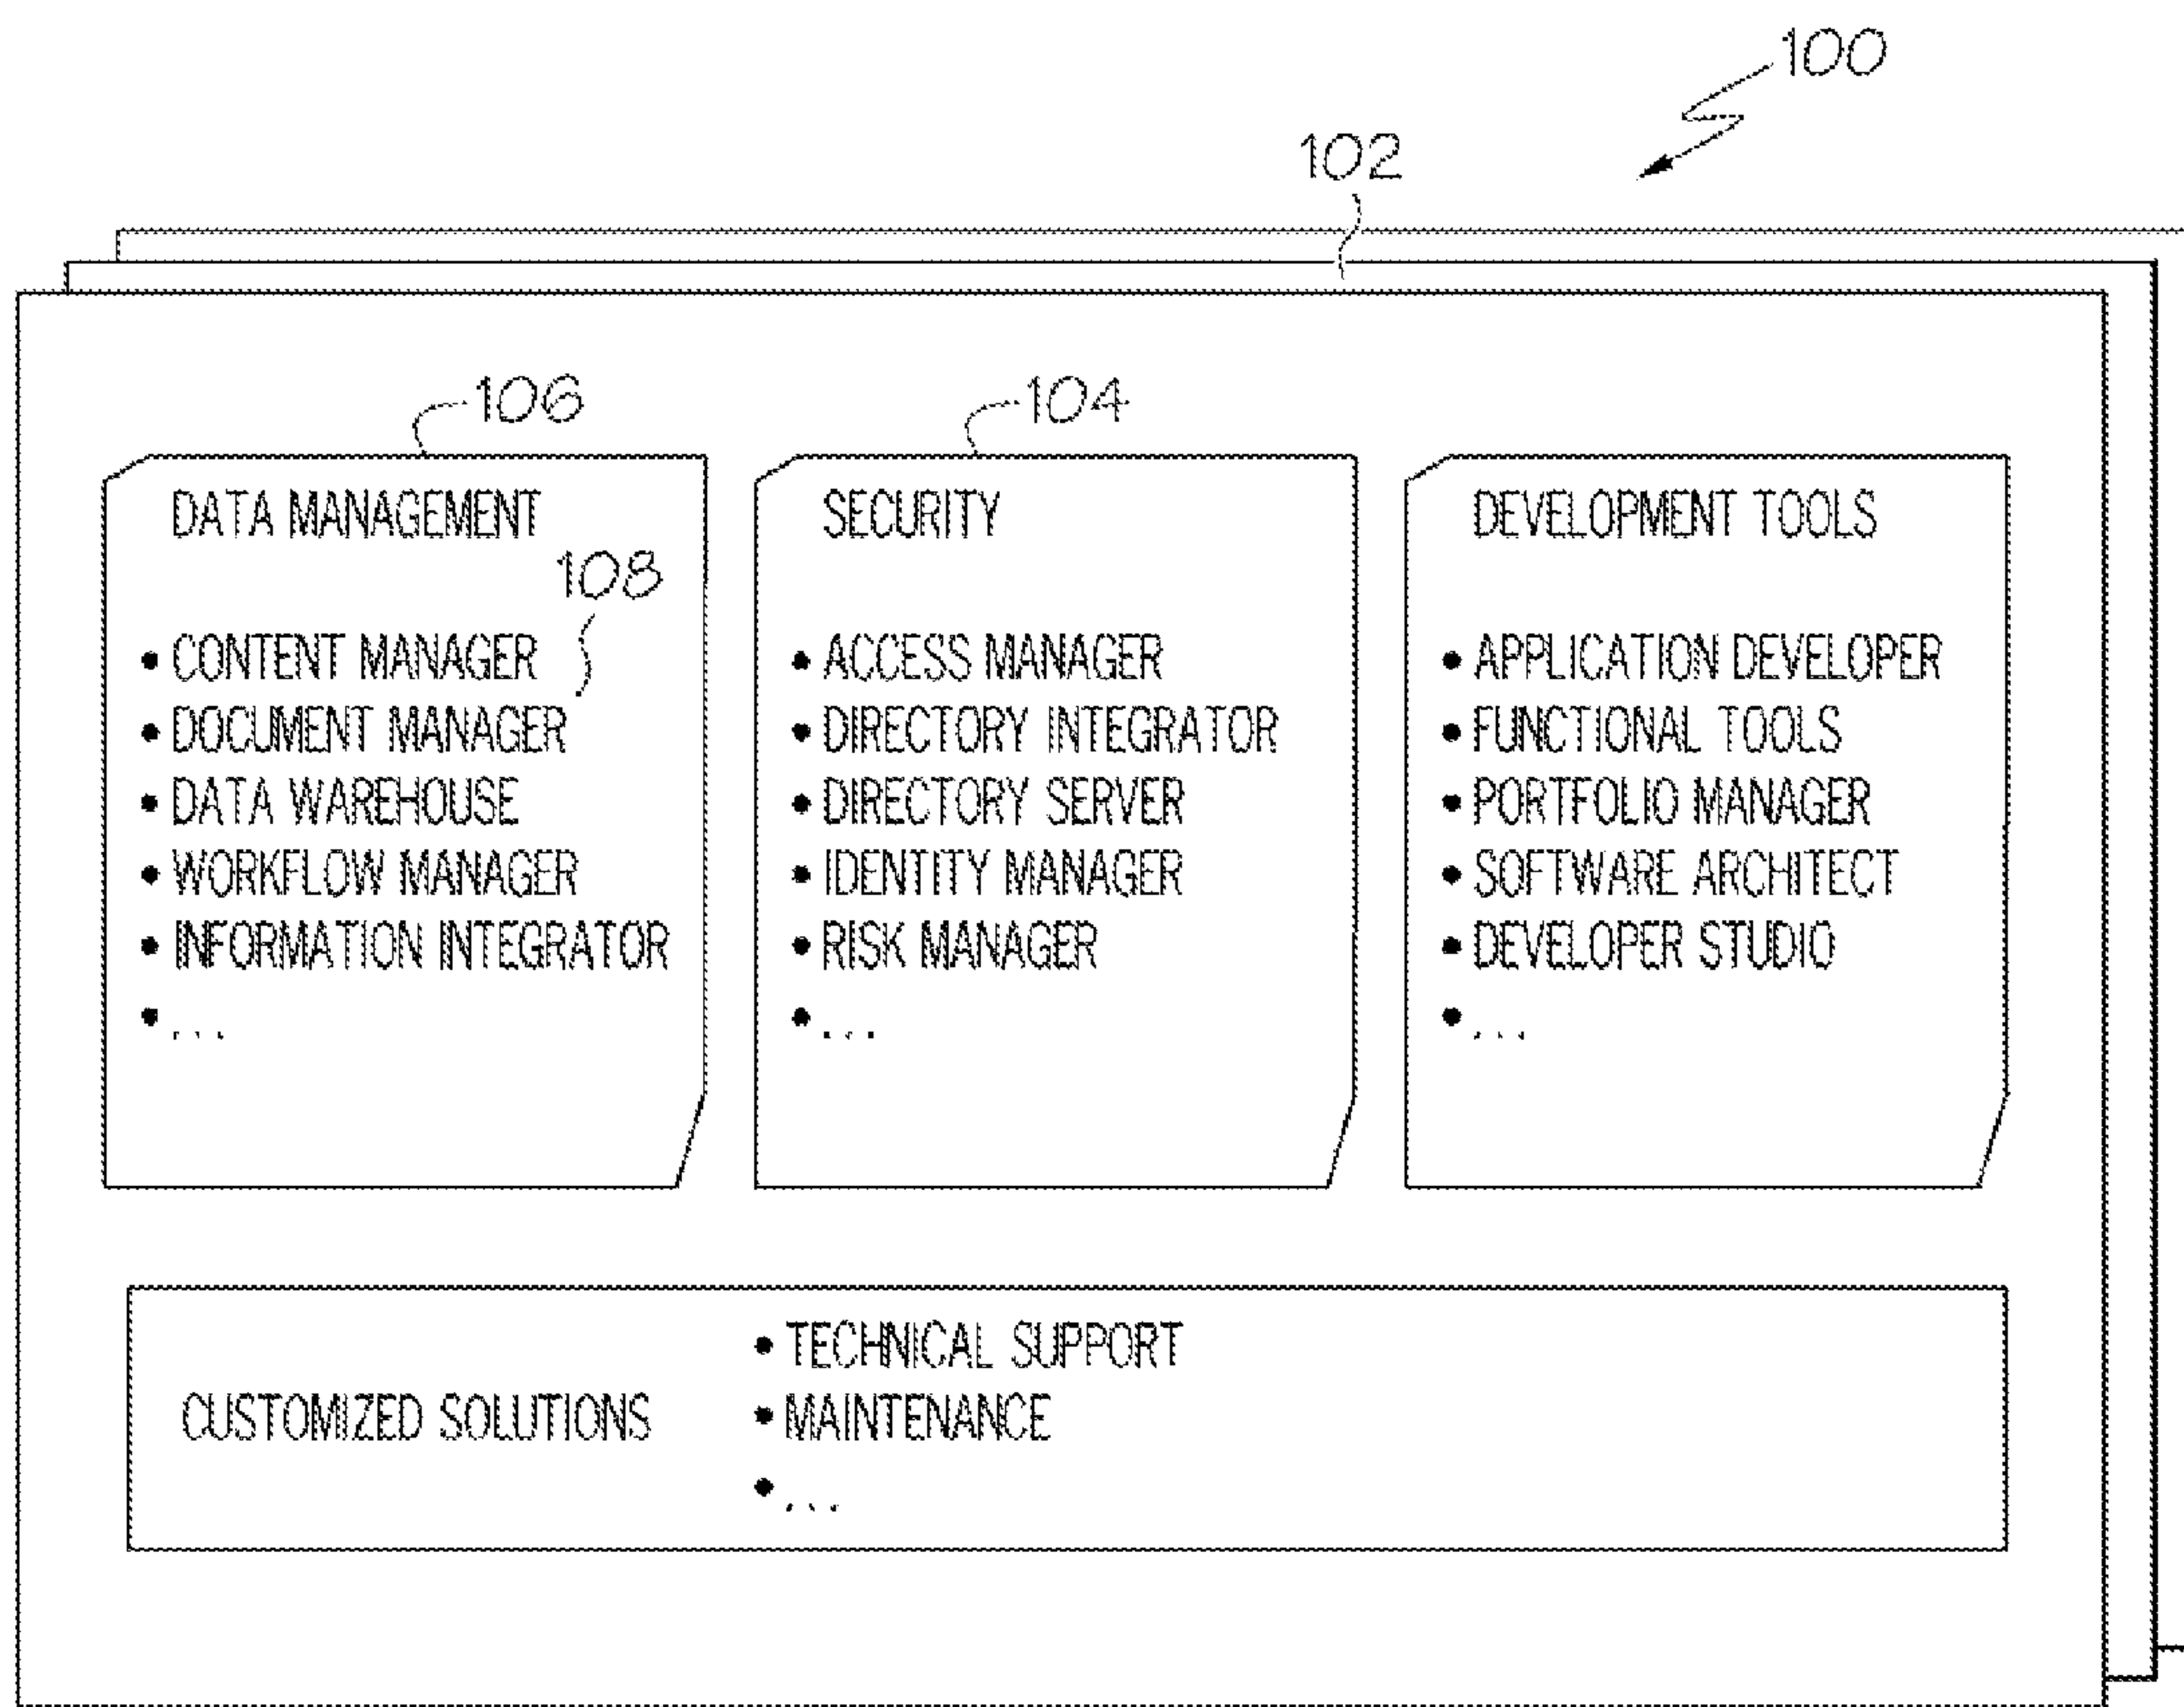 100
102
106
104
DATA MANAGEMENT
108
• CONTENT MANAGER
• DOCUMENT MANAGER
• DATA WAREHOUSE
• WORKFLOW MANAGER
• INFORMATION INTEGRATOR
• ...
SECURITY
• ACCESS MANAGER
• DIRECTORY INTEGRATOR
• DIRECTORY SERVER
• IDENTITY MANAGER
• RISK MANAGER
• ...
DEVELOPMENT TOOLS
• APPLICATION DEVELOPER
• FUNCTIONAL TOOLS
• PORTFOLIO MANAGER
• SOFTWARE ARCHITECT
• DEVELOPER STUDIO
• ...
CUSTOMIZED SOLUTIONS
• TECHNICAL SUPPORT
• MAINTENANCE
• ...